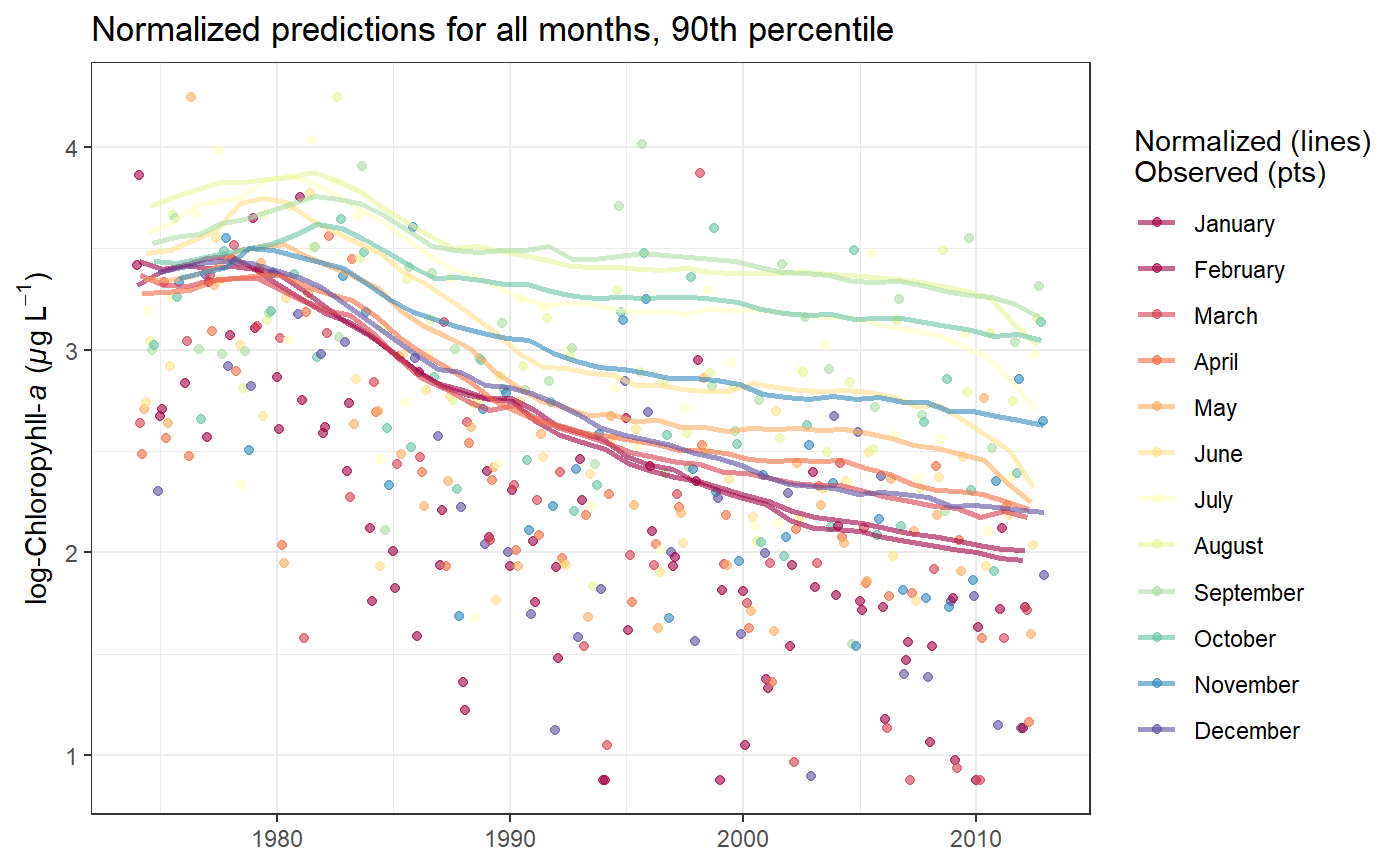 Normalized predictions for all months, 90th percentile
log-Chloropyhll-a (μg L⁻¹)
4
3
2
1
1980
1990
2000
2010
Normalized (lines)
Observed (pts)
January
February
March
April
May
June
July
August
September
October
November
December